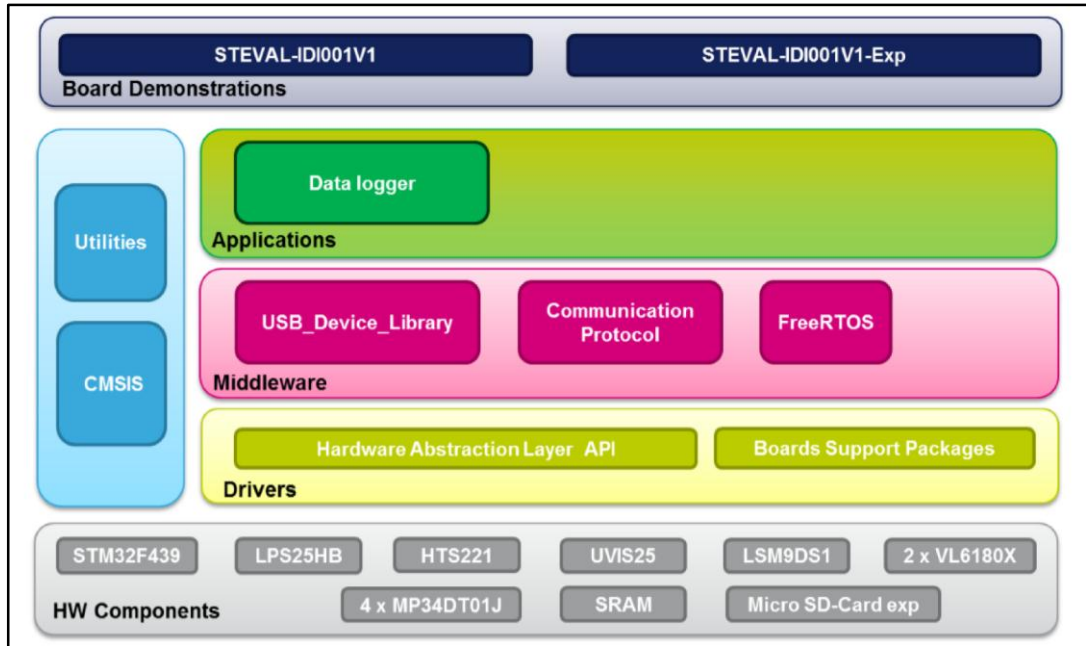 STEVAL-IDI001V1
STEVAL-IDI001V1-Exp
Board Demonstrations
Utilities
CMSIS
Data logger
Applications
USB_Device_Library
Communication
Protocol
FreeRTOS
Middleware
Hardware Abstraction Layer API
Boards Support Packages
Drivers
STM32F439
LPS25HB
HTS221
UVIS25
LSM9DS1
2 x VL6180X
4 x MP34DT01J
SRAM
Micro SD-Card exp
HW Components